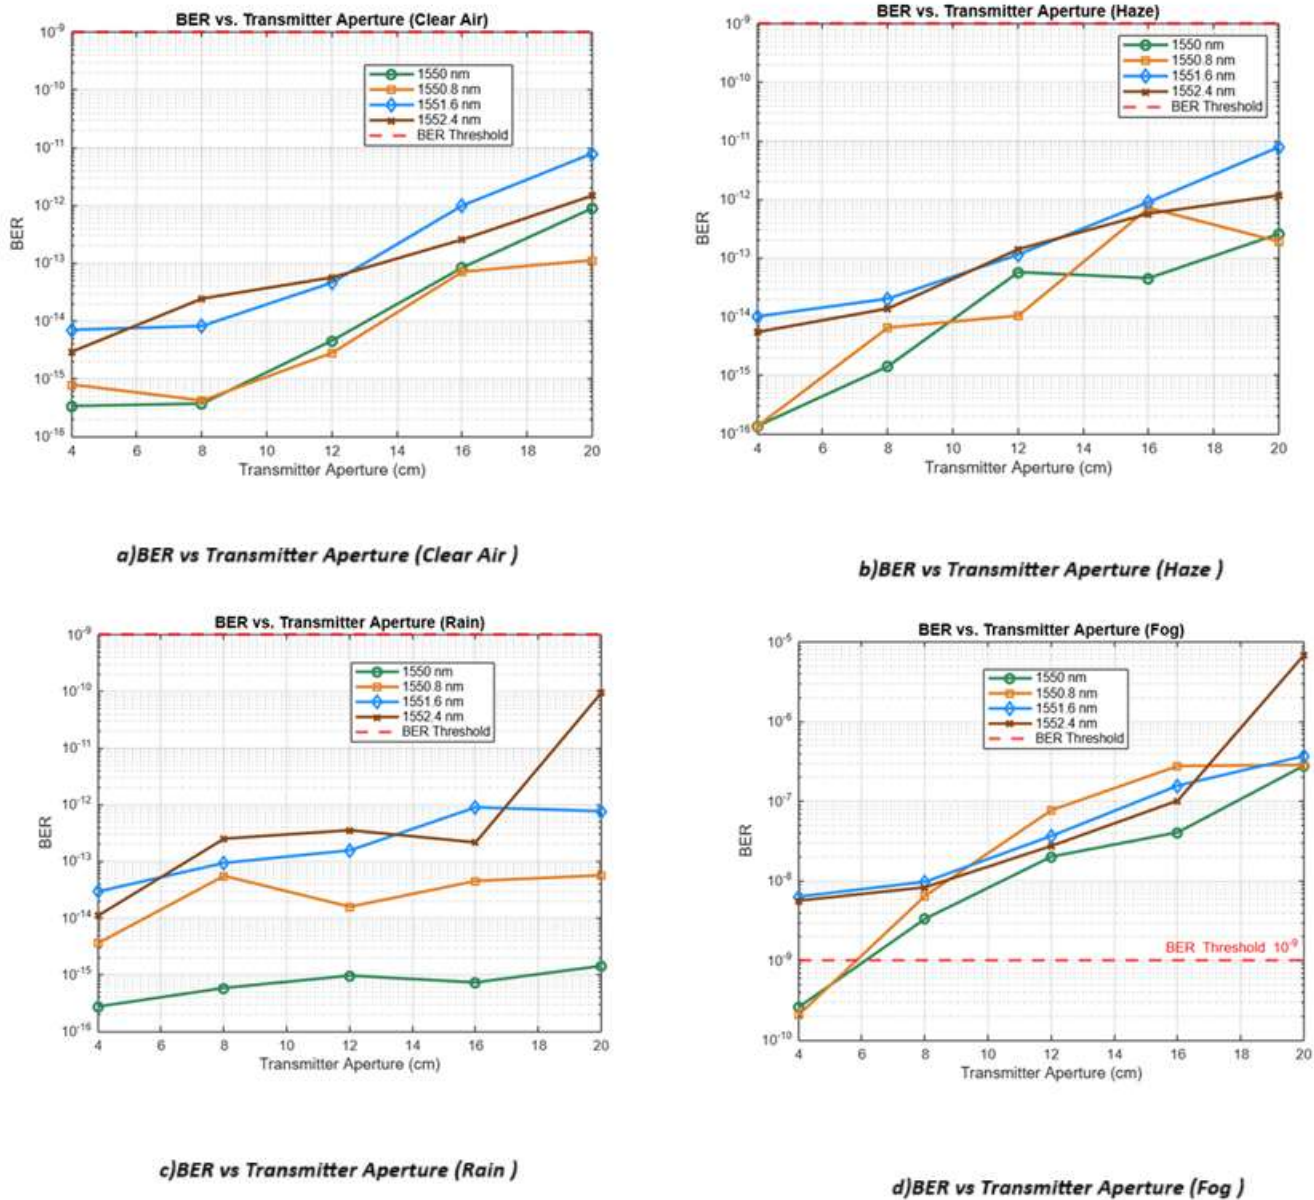 BER vs. Transmitter Aperture (Clear Air)
10^-9
10^-10
10^-11
10^-12
10^-13
10^-14
10^-15
10^-16
BER
1550 nm
1550.8 nm
1551.6 nm
1552.4 nm
BER Threshold
4 6 8 10 12 14 16 18 20
Transmitter Aperture (cm)
a)BER vs Transmitter Aperture (Clear Air )
BER vs. Transmitter Aperture (Haze)
10^-9
10^-10
10^-11
10^-12
10^-13
10^-14
10^-15
10^-16
BER
1550 nm
1550.8 nm
1551.6 nm
1552.4 nm
BER Threshold
4 6 8 10 12 14 16 18 20
Transmitter Aperture (cm)
b)BER vs Transmitter Aperture (Haze )
BER vs. Transmitter Aperture (Rain)
10^-9
10^-10
10^-11
10^-12
10^-13
10^-14
10^-15
10^-16
BER
1550 nm
1550.8 nm
1551.6 nm
1552.4 nm
BER Threshold
4 6 8 10 12 14 16 18 20
Transmitter Aperture (cm)
c)BER vs Transmitter Aperture (Rain )
BER vs. Transmitter Aperture (Fog)
10^-5
10^-6
10^-7
10^-8
10^-9
10^-10
BER
1550 nm
1550.8 nm
1551.6 nm
1552.4 nm
BER Threshold
BER Threshold 10^-9
4 6 8 10 12 14 16 18 20
Transmitter Aperture (cm)
d)BER vs Transmitter Aperture (Fog )